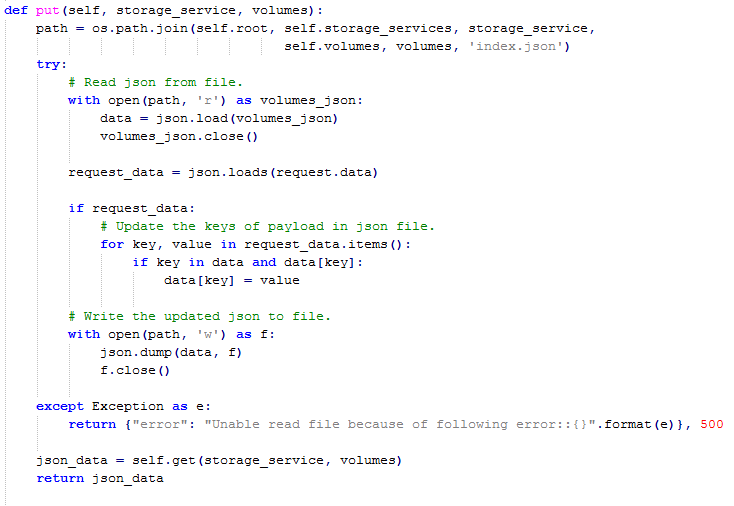 def put(self, storage_service, volumes):
    path = os.path.join(self.root, self.storage_services, storage_service,
                                   self.volumes, volumes, 'index.json')
    try:
        # Read json from file.
        with open(path, 'r') as volumes_json:
            data = json.load(volumes_json)
            volumes_json.close()
        request_data = json.loads(request.data)
        if request_data:
            # Update the keys of payload in json file.
            for key, value in request_data.items():
                if key in data and data[key]:
                    data[key] = value
        # Write the updated json to file.
        with open(path, 'w') as f:
            json.dump(data, f)
            f.close()
    except Exception as e:
        return {"error": "Unable read file because of following error::{}".format(e)}, 500
    json_data = self.get(storage_service, volumes)
    return json_data